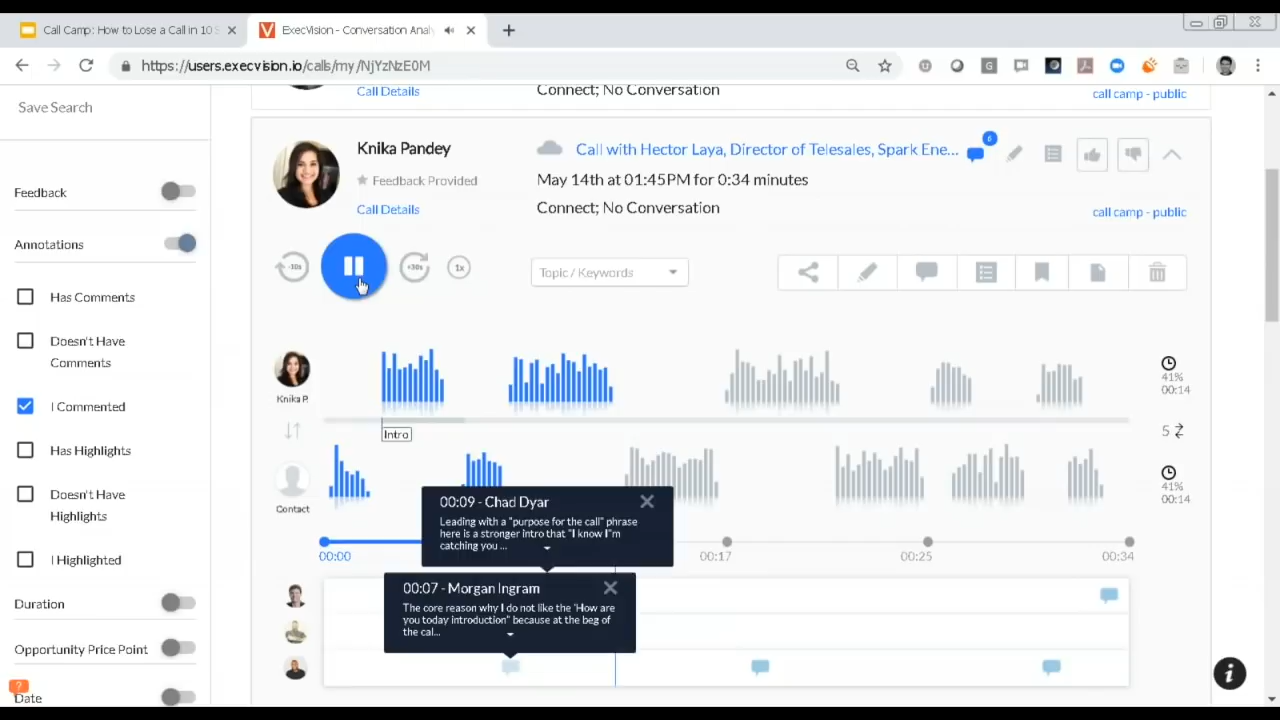 Call Camp: How to Lose a Call in 10 S
ExecVision - Conversation Analy
https://users.execvision.io/calls/my/NjYzNzE0M
Save Search
Feedback
Annotations
Has Comments
Doesn't Have
Comments
I Commented
Has Highlights
Doesn't Have
Highlights
I Highlighted
Duration
Opportunity Price Point
Date
?
Call Details
Connect; No Conversation
call camp - public
Knika Pandey
Feedback Provided
Call Details
Call with Hector Laya, Director of Telesales, Spark Ene...
6
May 14th at 01:45PM for 0:34 minutes
Connect; No Conversation
call camp - public
-30s
+30s
1x
Topic / Keywords
Knika P.
41%
00:14
Intro
5
Contact
41%
00:14
00:09 - Chad Dyar
Leading with a "purpose for the call" phrase
here is a stronger intro that "I know I"m
catching you ...
00:00
00:17
00:25
00:34
00:07 - Morgan Ingram
The core reason why I do not like the 'How are
you today introduction" because at the beg of
the cal...
i